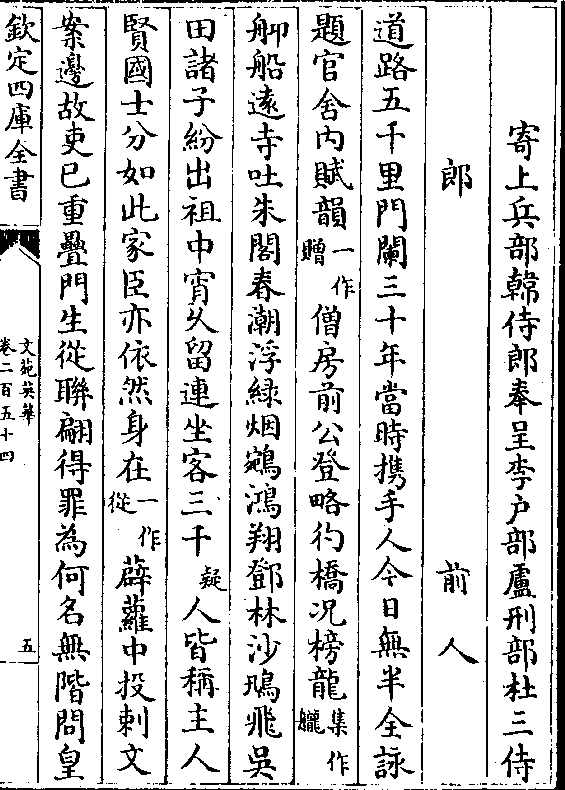 寄上兵部韓侍郎奉呈李户部盧刑部杜三侍
郎 前人
道路五千里門闌三十年當時携手人今日無半全詠
題官舍内賦韻一作贈僧房前公登略彴橋况榜龍集作
船遠寺吐朱閣春潮浮緑烟鵷鴻翔鄧林沙鴇飛吳
田諸子紛出祖中宵久留連坐客三千疑人皆稱主人
賢國士分如此家臣亦依然身在一作從薜蘿中投刺文
案邊故吏已重疊門生從聨翩得罪為何名無階問皇
欽定四庫全書
文苑英華
卷二百五十四
五